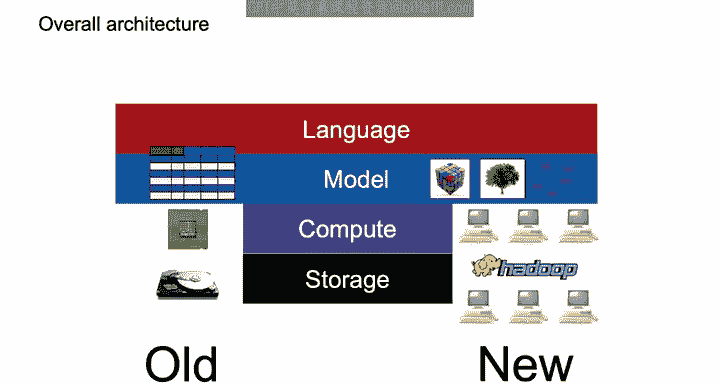 Overall architecture
Language
Model
Compute
Storage
hadoop
Old
New